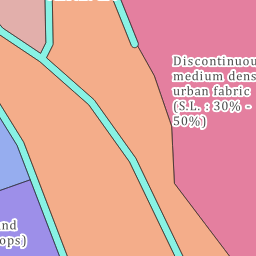 Discontinuou
medium dens
urban fabric
(S.L. : 30% -
50%)
nd
ops)